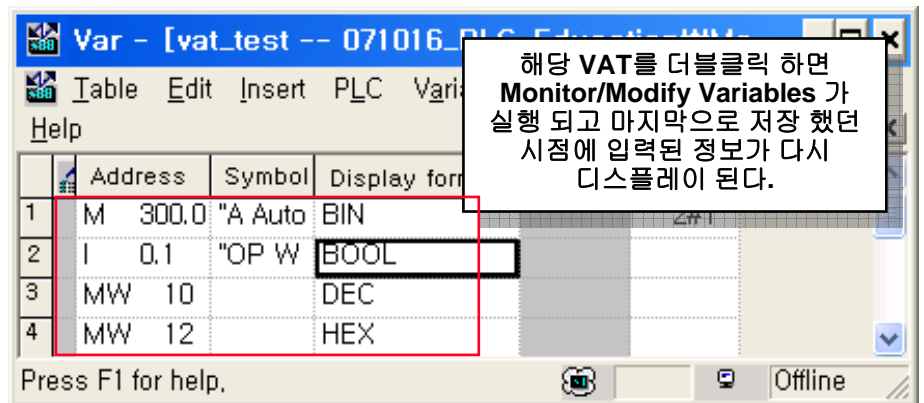 Var - [vat_test -- 071016_PLC
해당 VAT를 더블클릭 하면
Monitor/Modify Variables 가
실행 되고 마지막으로 저장 했던
시점에 입력된 정보가 다시
디스플레이 된다.
Table Edit Insert PLC Vari
Help
Address Symbol Display form
1 M 300.0 "A Auto BIN 2#1
2 I 0.1 "OP W BOOL
3 MW 10 DEC
4 MW 12 HEX
Press F1 for help. Offline